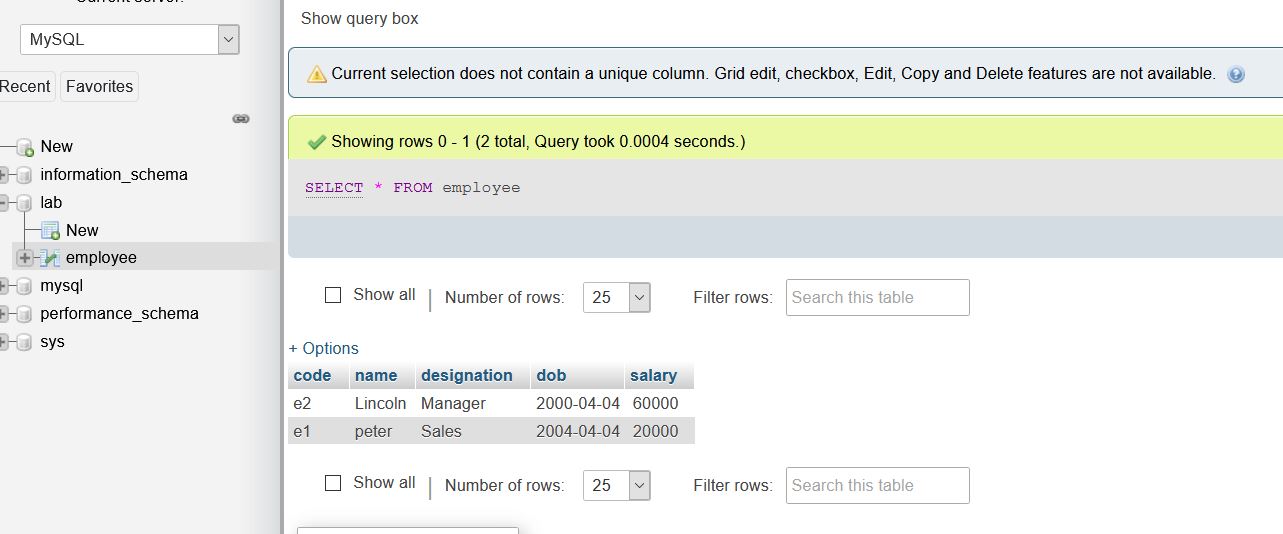 Current server:
MySQL
Recent Favorites
New
information_schema
lab
New
employee
mysql
performance_schema
sys
Show query box
Current selection does not contain a unique column. Grid edit, checkbox, Edit, Copy and Delete features are not available.
Showing rows 0 - 1 (2 total, Query took 0.0004 seconds.)
SELECT * FROM employee
Show all | Number of rows: 25 Filter rows: Search this table
+ Options
code name designation dob salary
e2 Lincoln Manager 2000-04-04 60000
e1 peter Sales 2004-04-04 20000
Show all | Number of rows: 25 Filter rows: Search this table